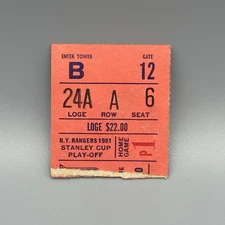 ENTER TOWER GATE
B 12
24A A 6
LOGE ROW SEAT
LOGE $22.00
N.Y. RANGERS 1981
STANLEY CUP
PLAY-OFF
HOME
GAME
P1